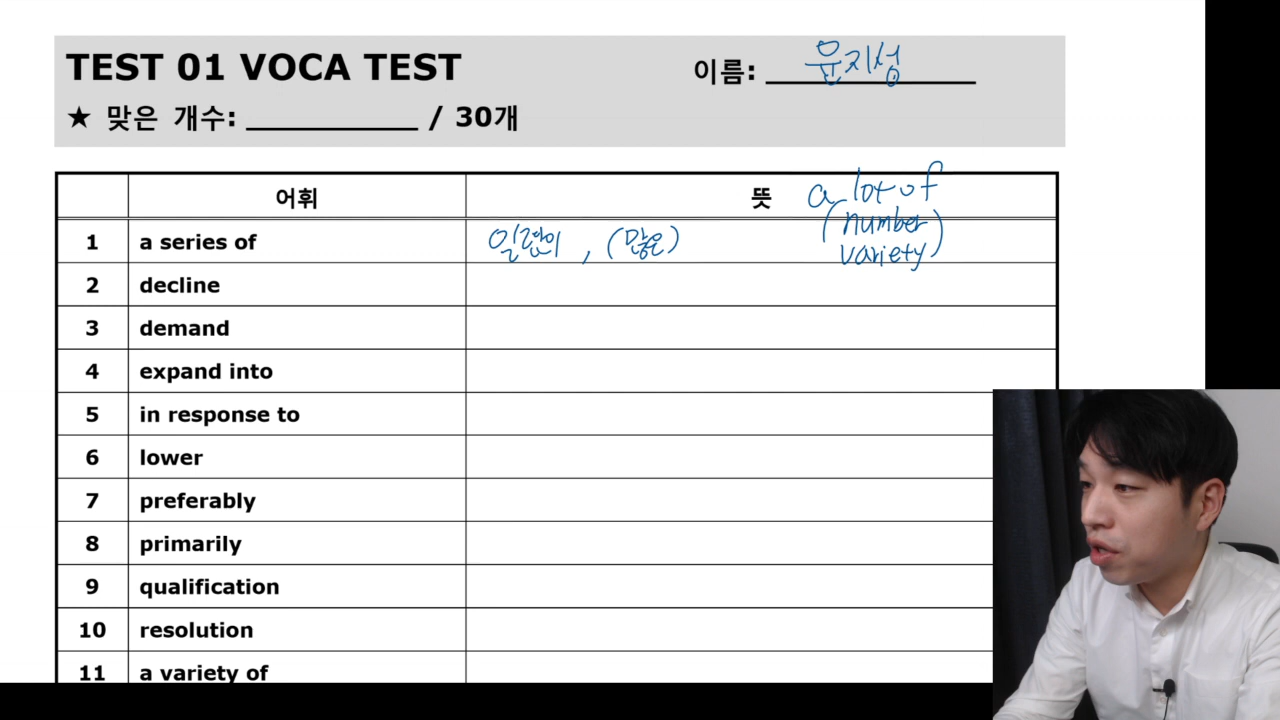 TEST 01 VOCA TEST
이름: 윤지성
★ 맞은 개수: / 30개
어휘 뜻 a lot of
(number)
variety
1 a series of 일련의, (많은)
2 decline
3 demand
4 expand into
5 in response to
6 lower
7 preferably
8 primarily
9 qualification
10 resolution
11 a variety of